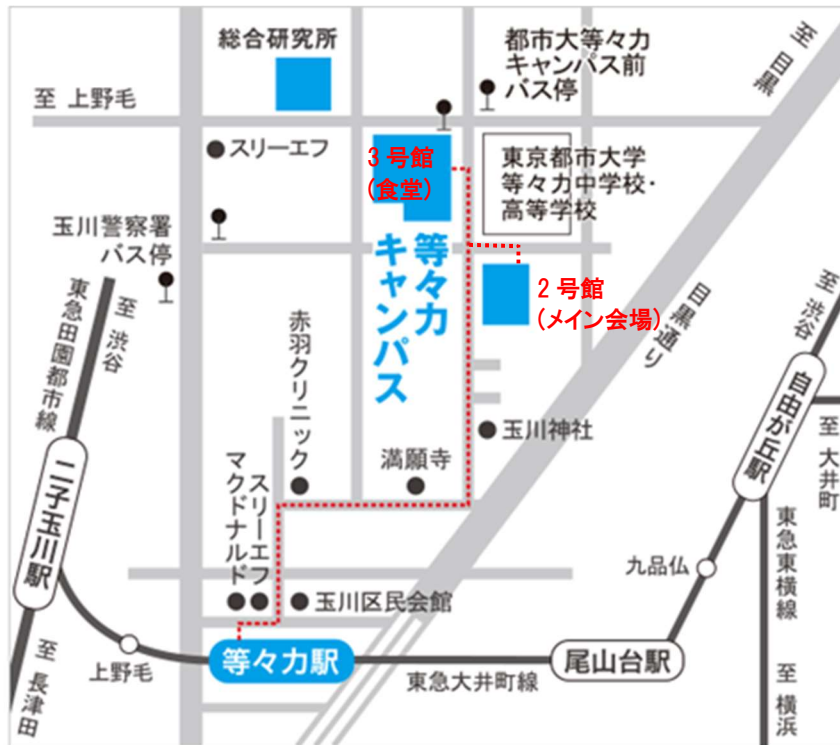 総合研究所
都市大等々力
キャンパス前
バス停
至 目黒
至 上野毛
スリーエフ
3 号館
(食堂)
東京都市大学
等々力中学校・
高等学校
玉川警察署
バス停
等々力
キャンパス
2 号館
(メイン会場)
目黒通り
至 渋谷
東急田園都市線
至 渋谷
自由が丘駅
赤羽クリニック
満願寺
玉川神社
至 大井町
二子玉川駅
マクドナルド
スリーエフ
玉川区民会館
九品仏
東急東横線
上野毛
等々力駅
東急大井町線
尾山台駅
至 長津田
至 横浜